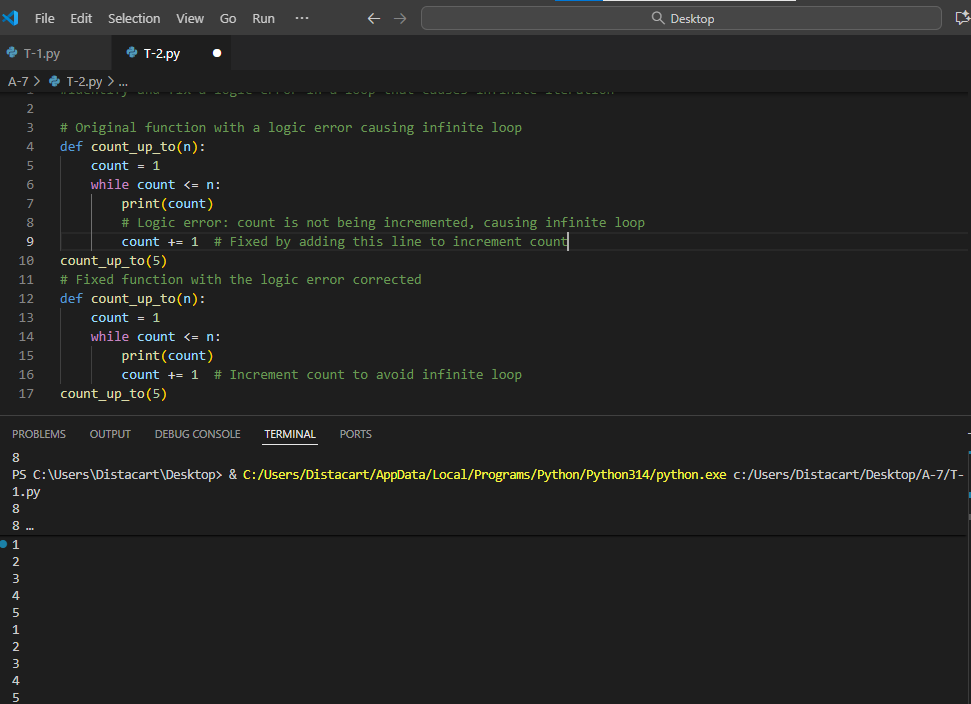 File Edit Selection View Go Run ···
Desktop
T-1.py
T-2.py
A-7 > T-2.py > ...
1 #Identify and fix a logic error in a loop that causes infinite iteration
2
3 # Original function with a logic error causing infinite loop
4 def count_up_to(n):
5     count = 1
6     while count <= n:
7         print(count)
8         # Logic error: count is not being incremented, causing infinite loop
9         count += 1  # Fixed by adding this line to increment count
10 count_up_to(5)
11 # Fixed function with the logic error corrected
12 def count_up_to(n):
13     count = 1
14     while count <= n:
15         print(count)
16         count += 1  # Increment count to avoid infinite loop
17 count_up_to(5)
PROBLEMS OUTPUT DEBUG CONSOLE TERMINAL PORTS
8
PS C:\Users\Distacart\Desktop> & C:/Users/Distacart/AppData/Local/Programs/Python/Python314/python.exe c:/Users/Distacart/Desktop/A-7/T-
1.py
8
8 …
1
2
3
4
5
1
2
3
4
5